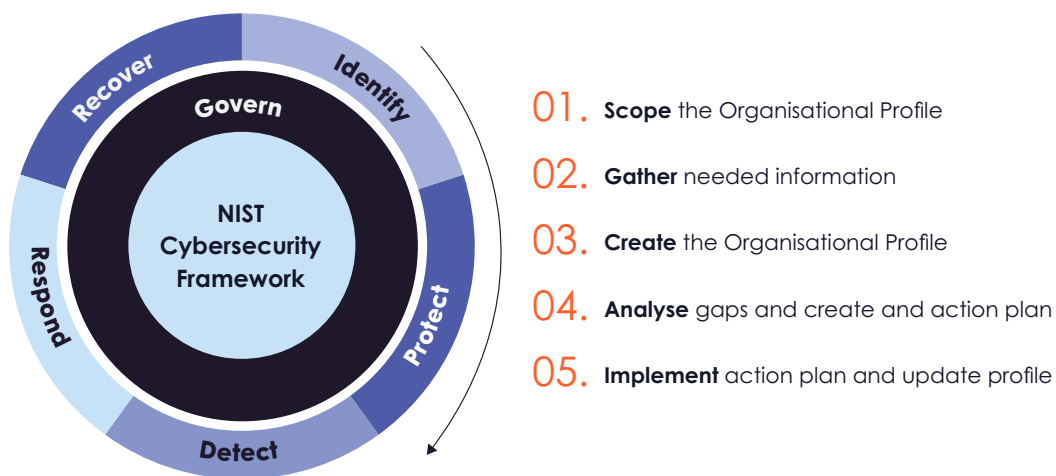 Recover
Identify
Govern
NIST
Cybersecurity
Framework
Respond
Protect
Detect
01. Scope the Organisational Profile
02. Gather needed information
03. Create the Organisational Profile
04. Analyse gaps and create and action plan
05. Implement action plan and update profile